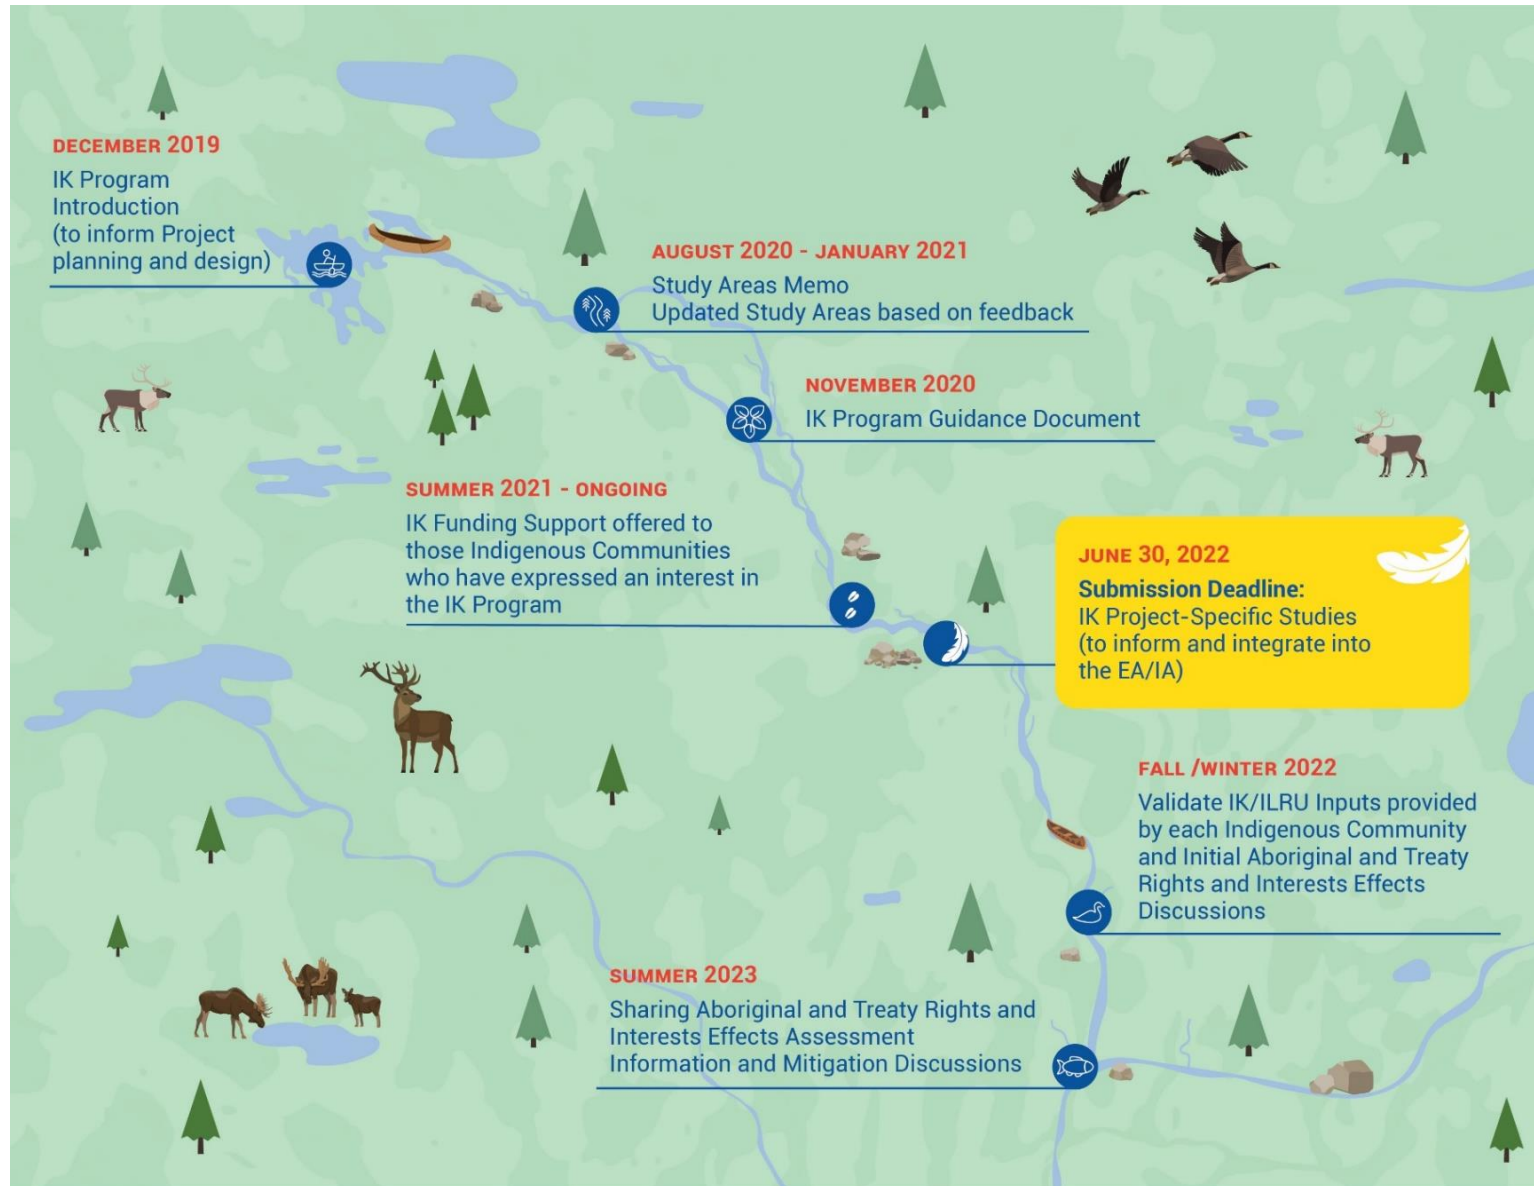 DECEMBER 2019
IK Program
Introduction
(to inform Project
planning and design)
AUGUST 2020 - JANUARY 2021
Study Areas Memo
Updated Study Areas based on feedback
NOVEMBER 2020
IK Program Guidance Document
SUMMER 2021 - ONGOING
IK Funding Support offered to
those Indigenous Communities
who have expressed an interest in
the IK Program
JUNE 30, 2022
Submission Deadline:
IK Project-Specific Studies
(to inform and integrate into
the EA/IA)
FALL /WINTER 2022
Validate IK/ILRU Inputs provided
by each Indigenous Community
and Initial Aboriginal and Treaty
Rights and Interests Effects
Discussions
SUMMER 2023
Sharing Aboriginal and Treaty Rights and
Interests Effects Assessment
Information and Mitigation Discussions